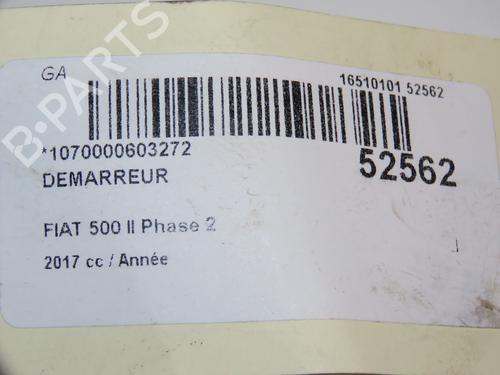 GA
16510101 52562
*1070000603272
52562
DEMARREUR
FIAT 500 II Phase 2
2017 cc / Année
B-PARTS